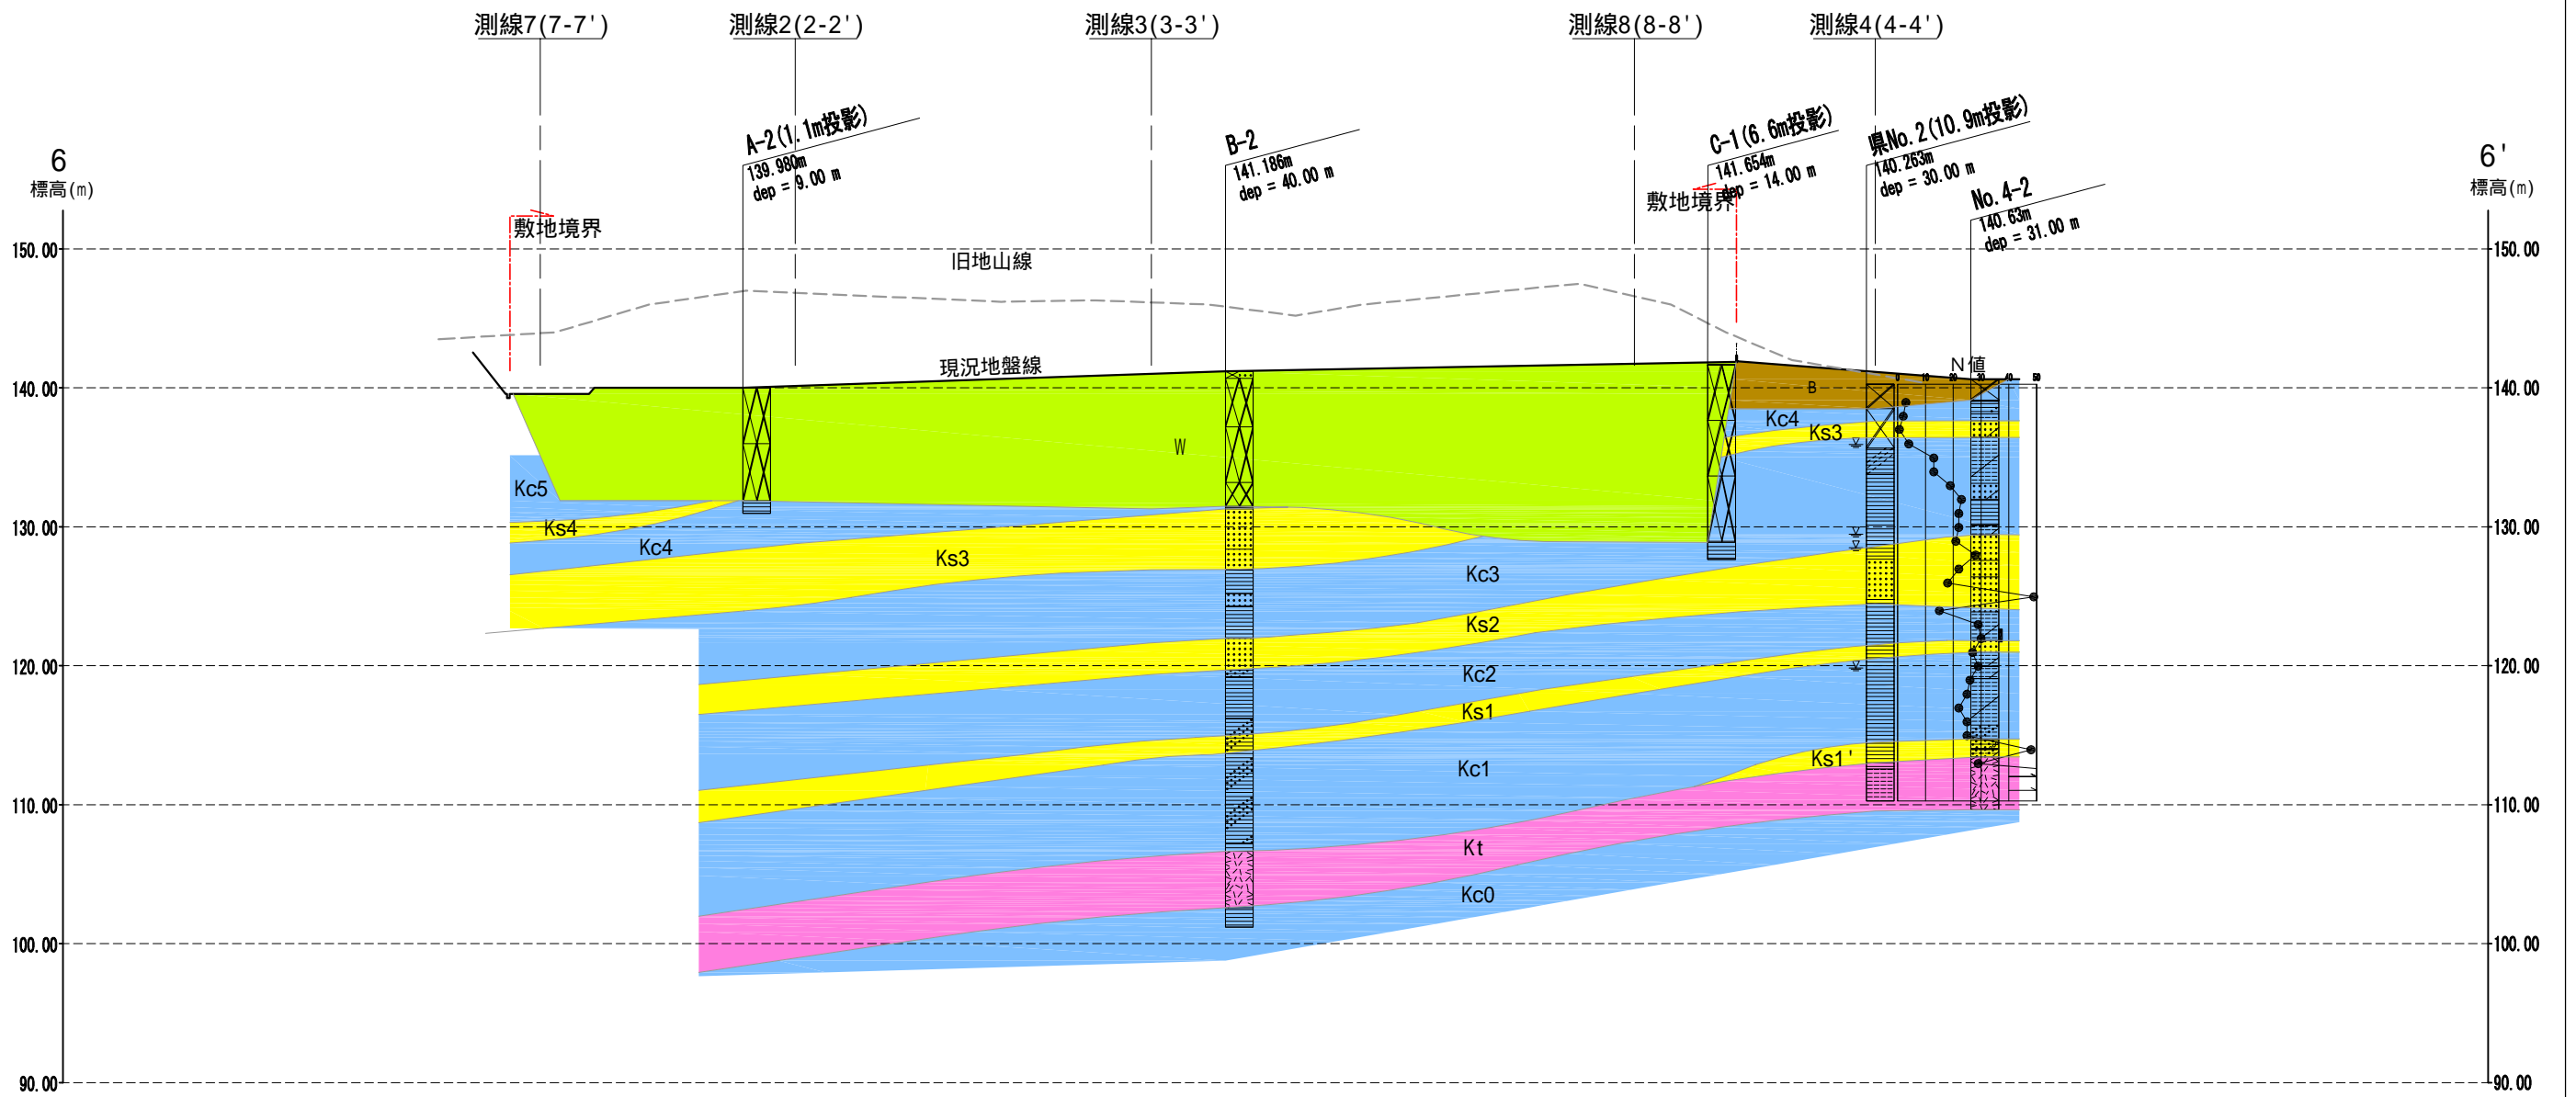 測線7(7-7')
測線2(2-2')
測線3(3-3')
測線8(8-8')
測線4(4-4')
A-2(1.1m投影)
139.980m
dep = 9.00 m
B-2
141.186m
dep = 40.00 m
C-1(6.6m投影)
141.654m
dep = 14.00 m
県No.2(10.9m投影)
140.263m
dep = 30.00 m
No.4-2
140.63m
dep = 31.00 m
6
標高(m)
6'
標高(m)
敷地境界
敷地境界
150.00
150.00
旧地山線
現況地盤線
N値
0 10 20 30 40 50
140.00
140.00
B
Kc4
Ks3
W
Kc5
Ks4
130.00
130.00
Kc4
Ks3
Kc3
Ks2
120.00
120.00
Kc2
Ks1
Kc1
Ks1'
110.00
110.00
Kt
Kc0
100.00
100.00
90.00
90.00